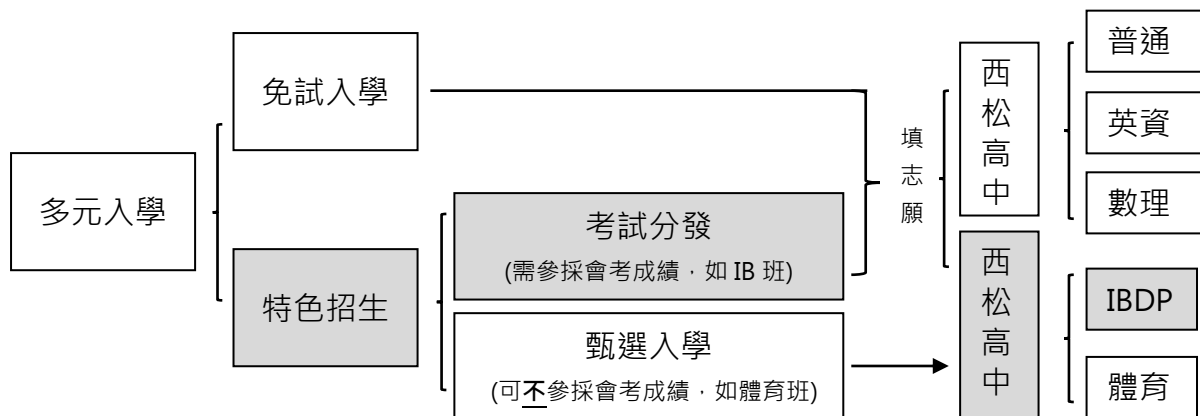 多元入學
免試入學
特色招生
考試分發
(需參採會考成績，如 IB 班)
甄選入學
(可不參採會考成績，如體育班)
填志願
西松高中
普通
英資
數理
西松高中
IBDP
體育